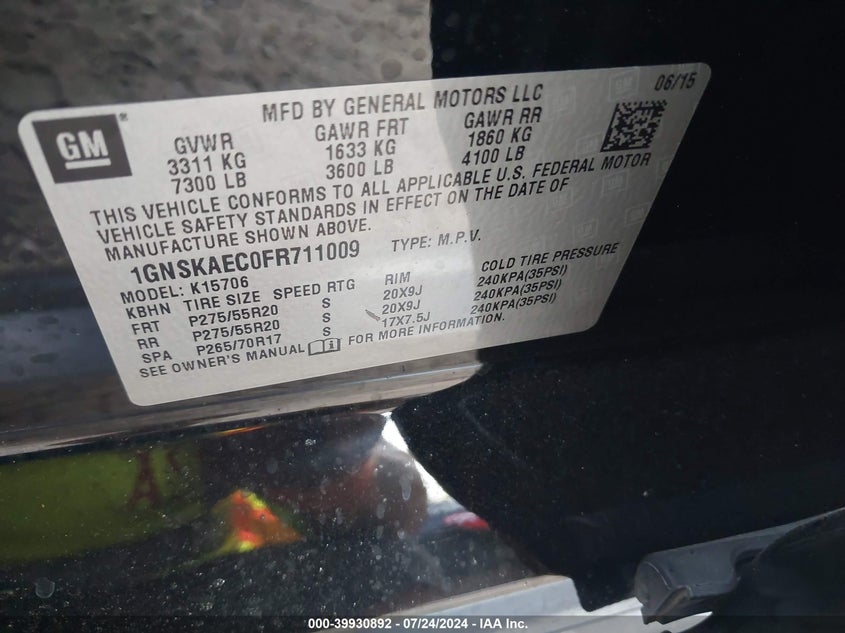 06/15
MFD BY GENERAL MOTORS LLC
GM
GVWR GAWR FRT GAWR RR
3311 KG 1633 KG 1860 KG
7300 LB 3600 LB 4100 LB
THIS VEHICLE CONFORMS TO ALL APPLICABLE U.S. FEDERAL MOTOR
VEHICLE SAFETY STANDARDS IN EFFECT ON THE DATE OF
MANUFACTURE SHOWN ABOVE.
1GNSKAEC0FR711009 TYPE: M.P.V.
MODEL: K15706
KBHN TIRE SIZE SPEED RTG RIM COLD TIRE PRESSURE
FRT P275/55R20 S 20X9J 240KPA(35PSI)
RR P275/55R20 S 20X9J 240KPA(35PSI)
SPA P265/70R17 S 17X7.5J 240KPA(35PSI)
SEE OWNER'S MANUAL FOR MORE INFORMATION.
000-39930892 - 07/24/2024 - IAA Inc.